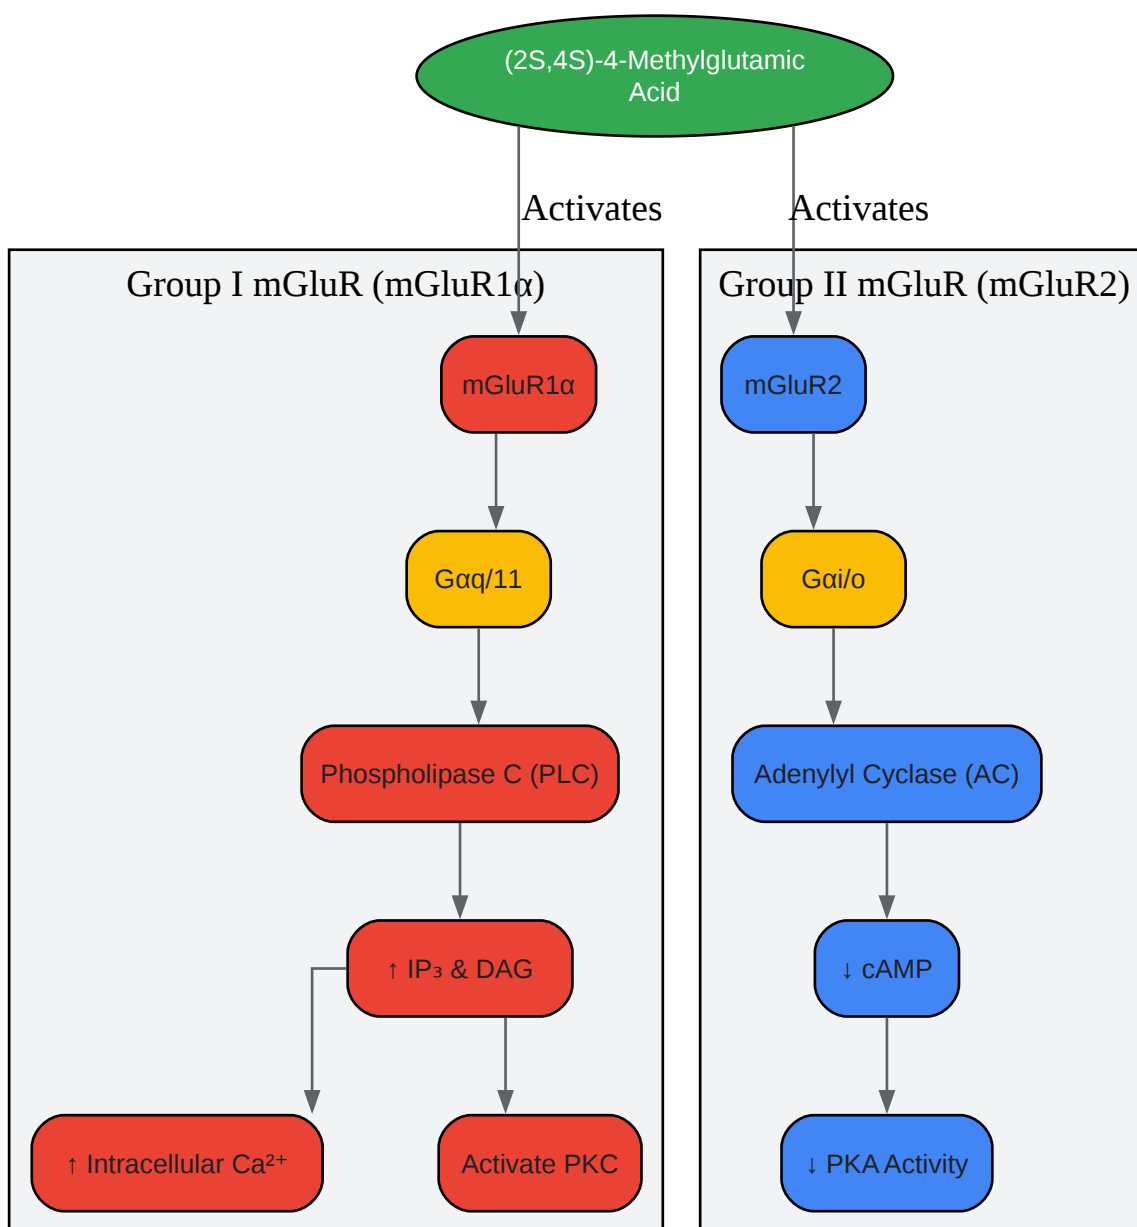 (2S,4S)-4-Methylglutamic
Acid
Activates
Activates
Group I mGluR (mGluR1α)
Group II mGluR (mGluR2)
mGluR1α
mGluR2
Gαq/11
Gαi/o
Phospholipase C (PLC)
Adenylyl Cyclase (AC)
↑ IP₃ & DAG
↓ cAMP
↑ Intracellular Ca²⁺
Activate PKC
↓ PKA Activity